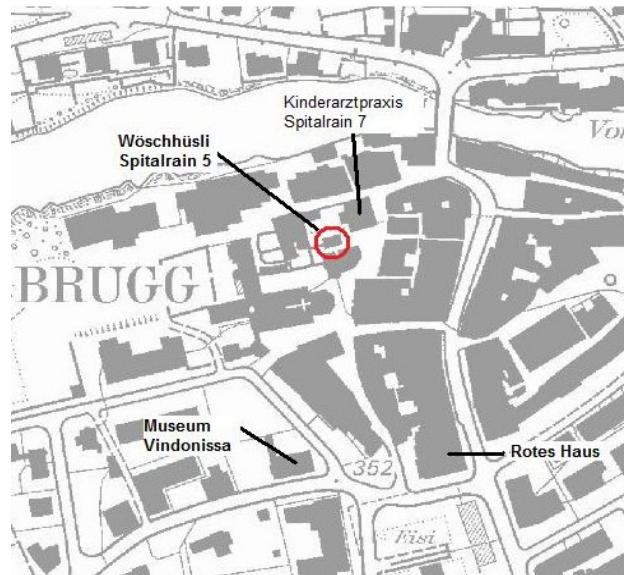 Kinderarztpraxis
Spitalrain 7
Wöschhüsli
Spitalrain 5
Vor
BRUGG
Museum
Vindonissa
Rotes Haus
352
Eisi